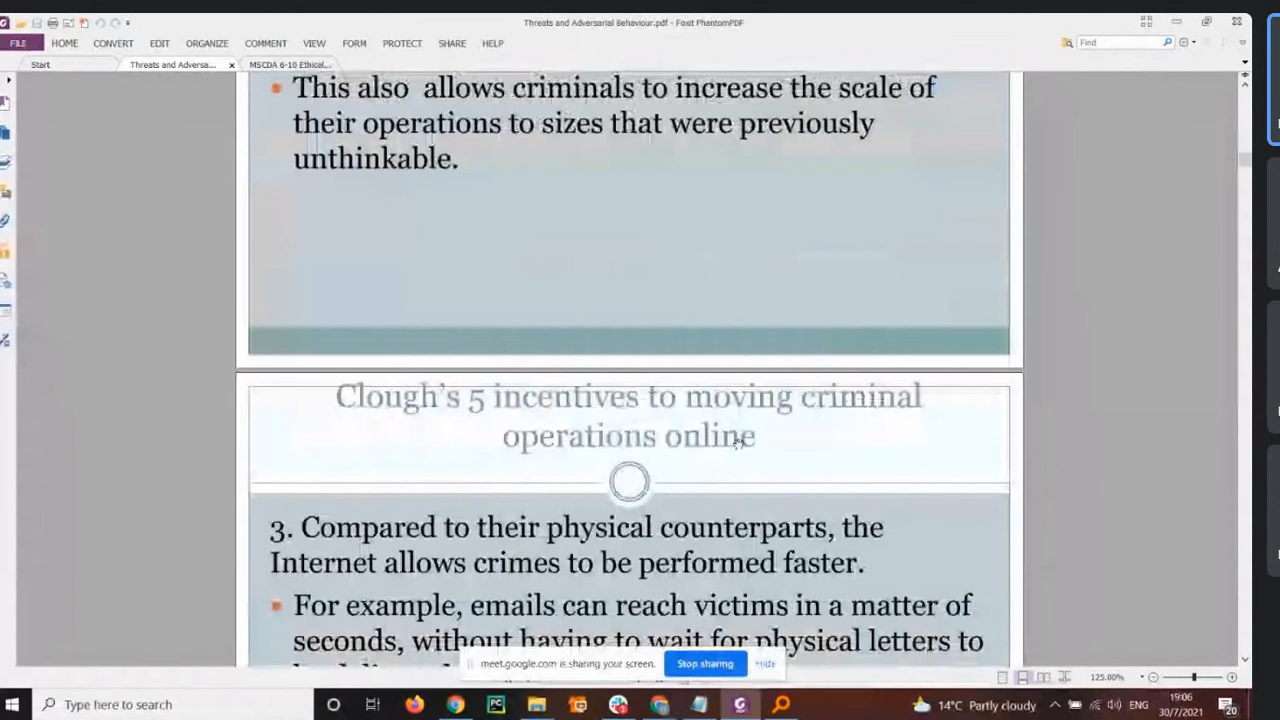 Threats and Adversarial Behaviour.pdf - Foxit PhantomPDF
Find
FILE HOME CONVERT EDIT ORGANIZE COMMENT VIEW FORM PROTECT SHARE HELP
Start Threats and Adversa... x MSCDA 6-10 Ethical...
This also allows criminals to increase the scale of
their operations to sizes that were previously
unthinkable.
Clough's 5 incentives to moving criminal
operations online
3. Compared to their physical counterparts, the
Internet allows crimes to be performed faster.
For example, emails can reach victims in a matter of
seconds, without having to wait for physical letters to
meet.google.com is sharing your screen. Stop sharing Hide
125.00%
Type here to search
14°C Partly cloudy
ENG
19:06
30/7/2021
20